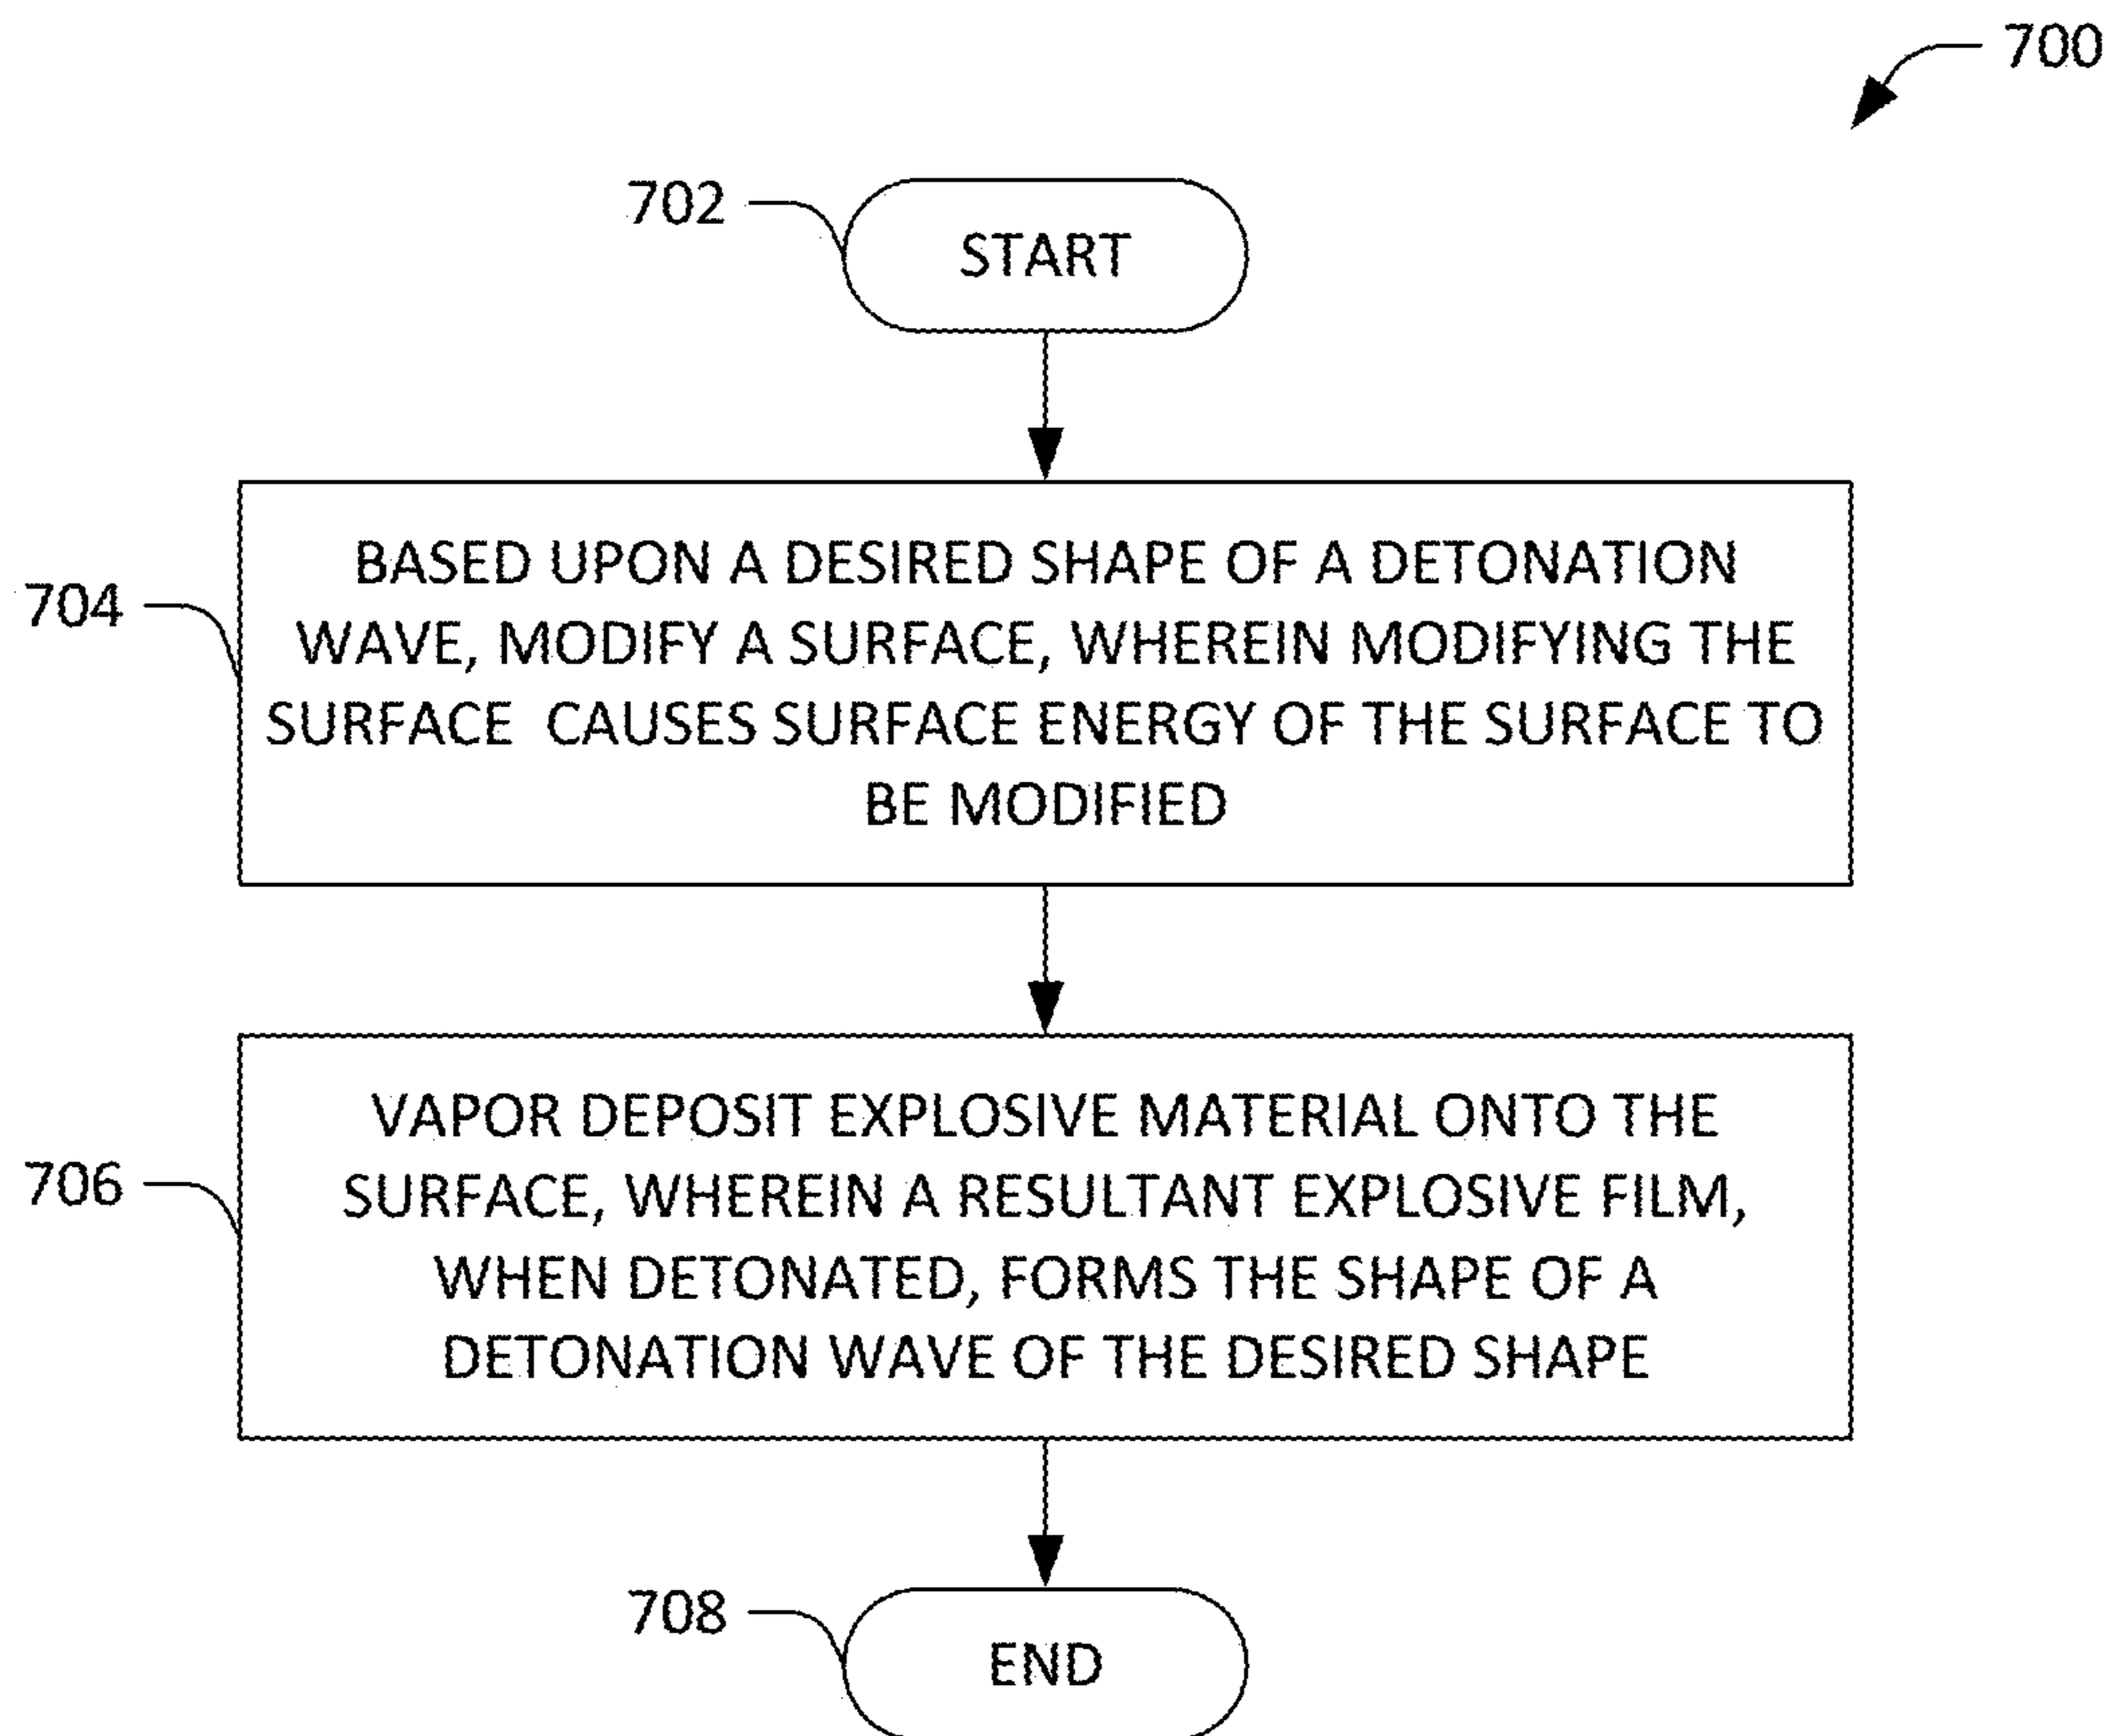 700
702
START
704
BASED UPON A DESIRED SHAPE OF A DETONATION
WAVE, MODIFY A SURFACE, WHEREIN MODIFYING THE
SURFACE CAUSES SURFACE ENERGY OF THE SURFACE TO
BE MODIFIED
706
VAPOR DEPOSIT EXPLOSIVE MATERIAL ONTO THE
SURFACE, WHEREIN A RESULTANT EXPLOSIVE FILM,
WHEN DETONATED, FORMS THE SHAPE OF A
DETONATION WAVE OF THE DESIRED SHAPE
708
END